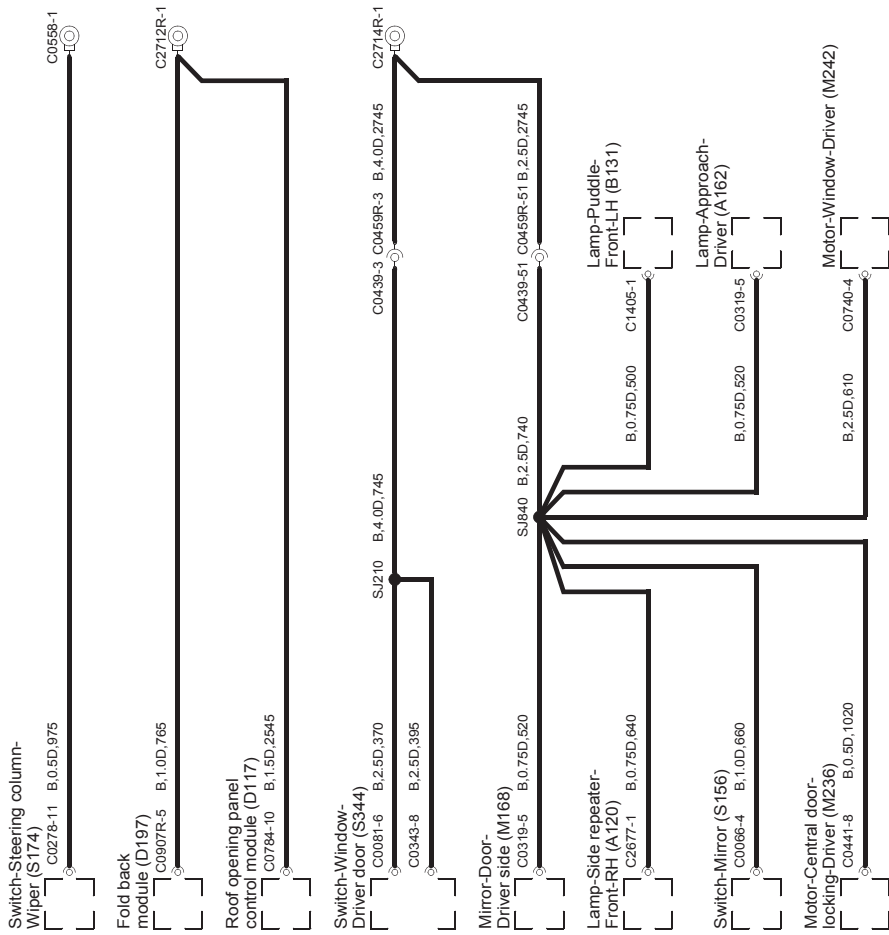 Switch-Steering column-
Wiper (S174)
C0278-11 B,0.5D,975
C0558-1
Fold back
module (D197)
C0907R-5 B,1.0D,765
C2712R-1
Roof opening panel
control module (D117)
C0784-10 B,1.5D,2545
Switch-Window-
Driver door (S344)
C0081-6 B,2.5D,370
SJ210 B,4.0D,745
C0439-3 C0459R-3 B,4.0D,2745
C2714R-1
C0343-8 B,2.5D,395
Mirror-Door-
Driver side (M168)
C0319-5 B,0.75D,520
SJ840 B,2.5D,740
C0439-51 C0459R-51 B,2.5D,2745
Lamp-Side repeater-
Front-RH (A120)
C2677-1 B,0.75D,640
B,0.75D,500 C1405-1
Lamp-Puddle-
Front-LH (B131)
Switch-Mirror (S156)
C0066-4 B,1.0D,660
B,0.75D,520 C0319-5
Lamp-Approach-
Driver (A162)
Motor-Central door-
locking-Driver (M236)
C0441-8 B,0.5D,1020
B,2.5D,610 C0740-4
Motor-Window-Driver (M242)